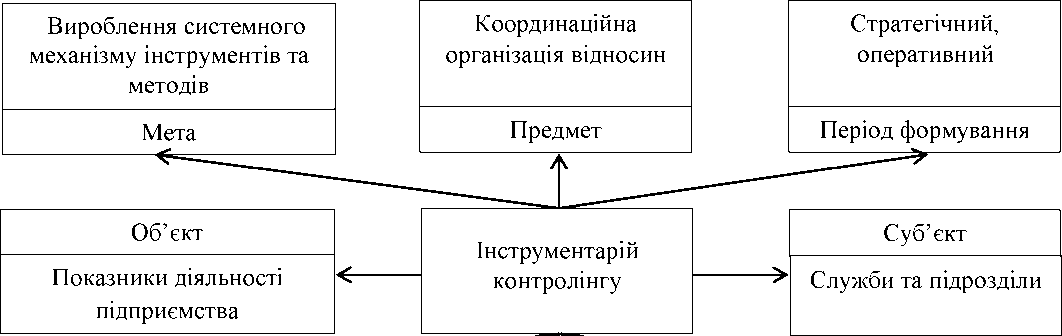 Вироблення системного
механізму інструментів та
методів
Мета
Координаційна
організація відносин
Предмет
Стратегічний,
оперативний
Період формування
Об’єкт
Показники діяльності
підприємства
Інструментарій
контролінгу
Суб’єкт
Служби та підрозділи